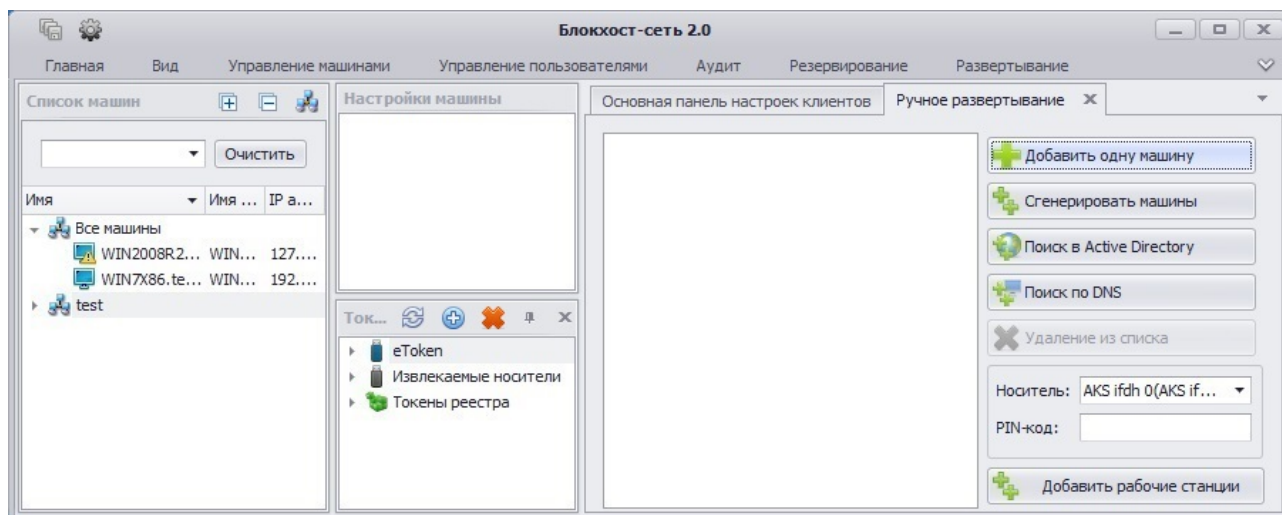 Блокхост-сеть 2.0
Главная Вид Управление машинами Управление пользователями Аудит Резервирование Развертывание
Список машин
Очистить
Имя Имя ... IP а...
Все машины
WIN2008R2... WIN... 127....
WIN7X86.te... WIN... 192....
test
Настройки машины
Ток...
eToken
Извлекаемые носители
Токены реестра
Основная панель настроек клиентов Ручное развертывание
Добавить одну машину
Сгенерировать машины
Поиск в Active Directory
Поиск по DNS
Удаление из списка
Носитель: AKS ifdh 0(AKS if...
PIN-код:
Добавить рабочие станции